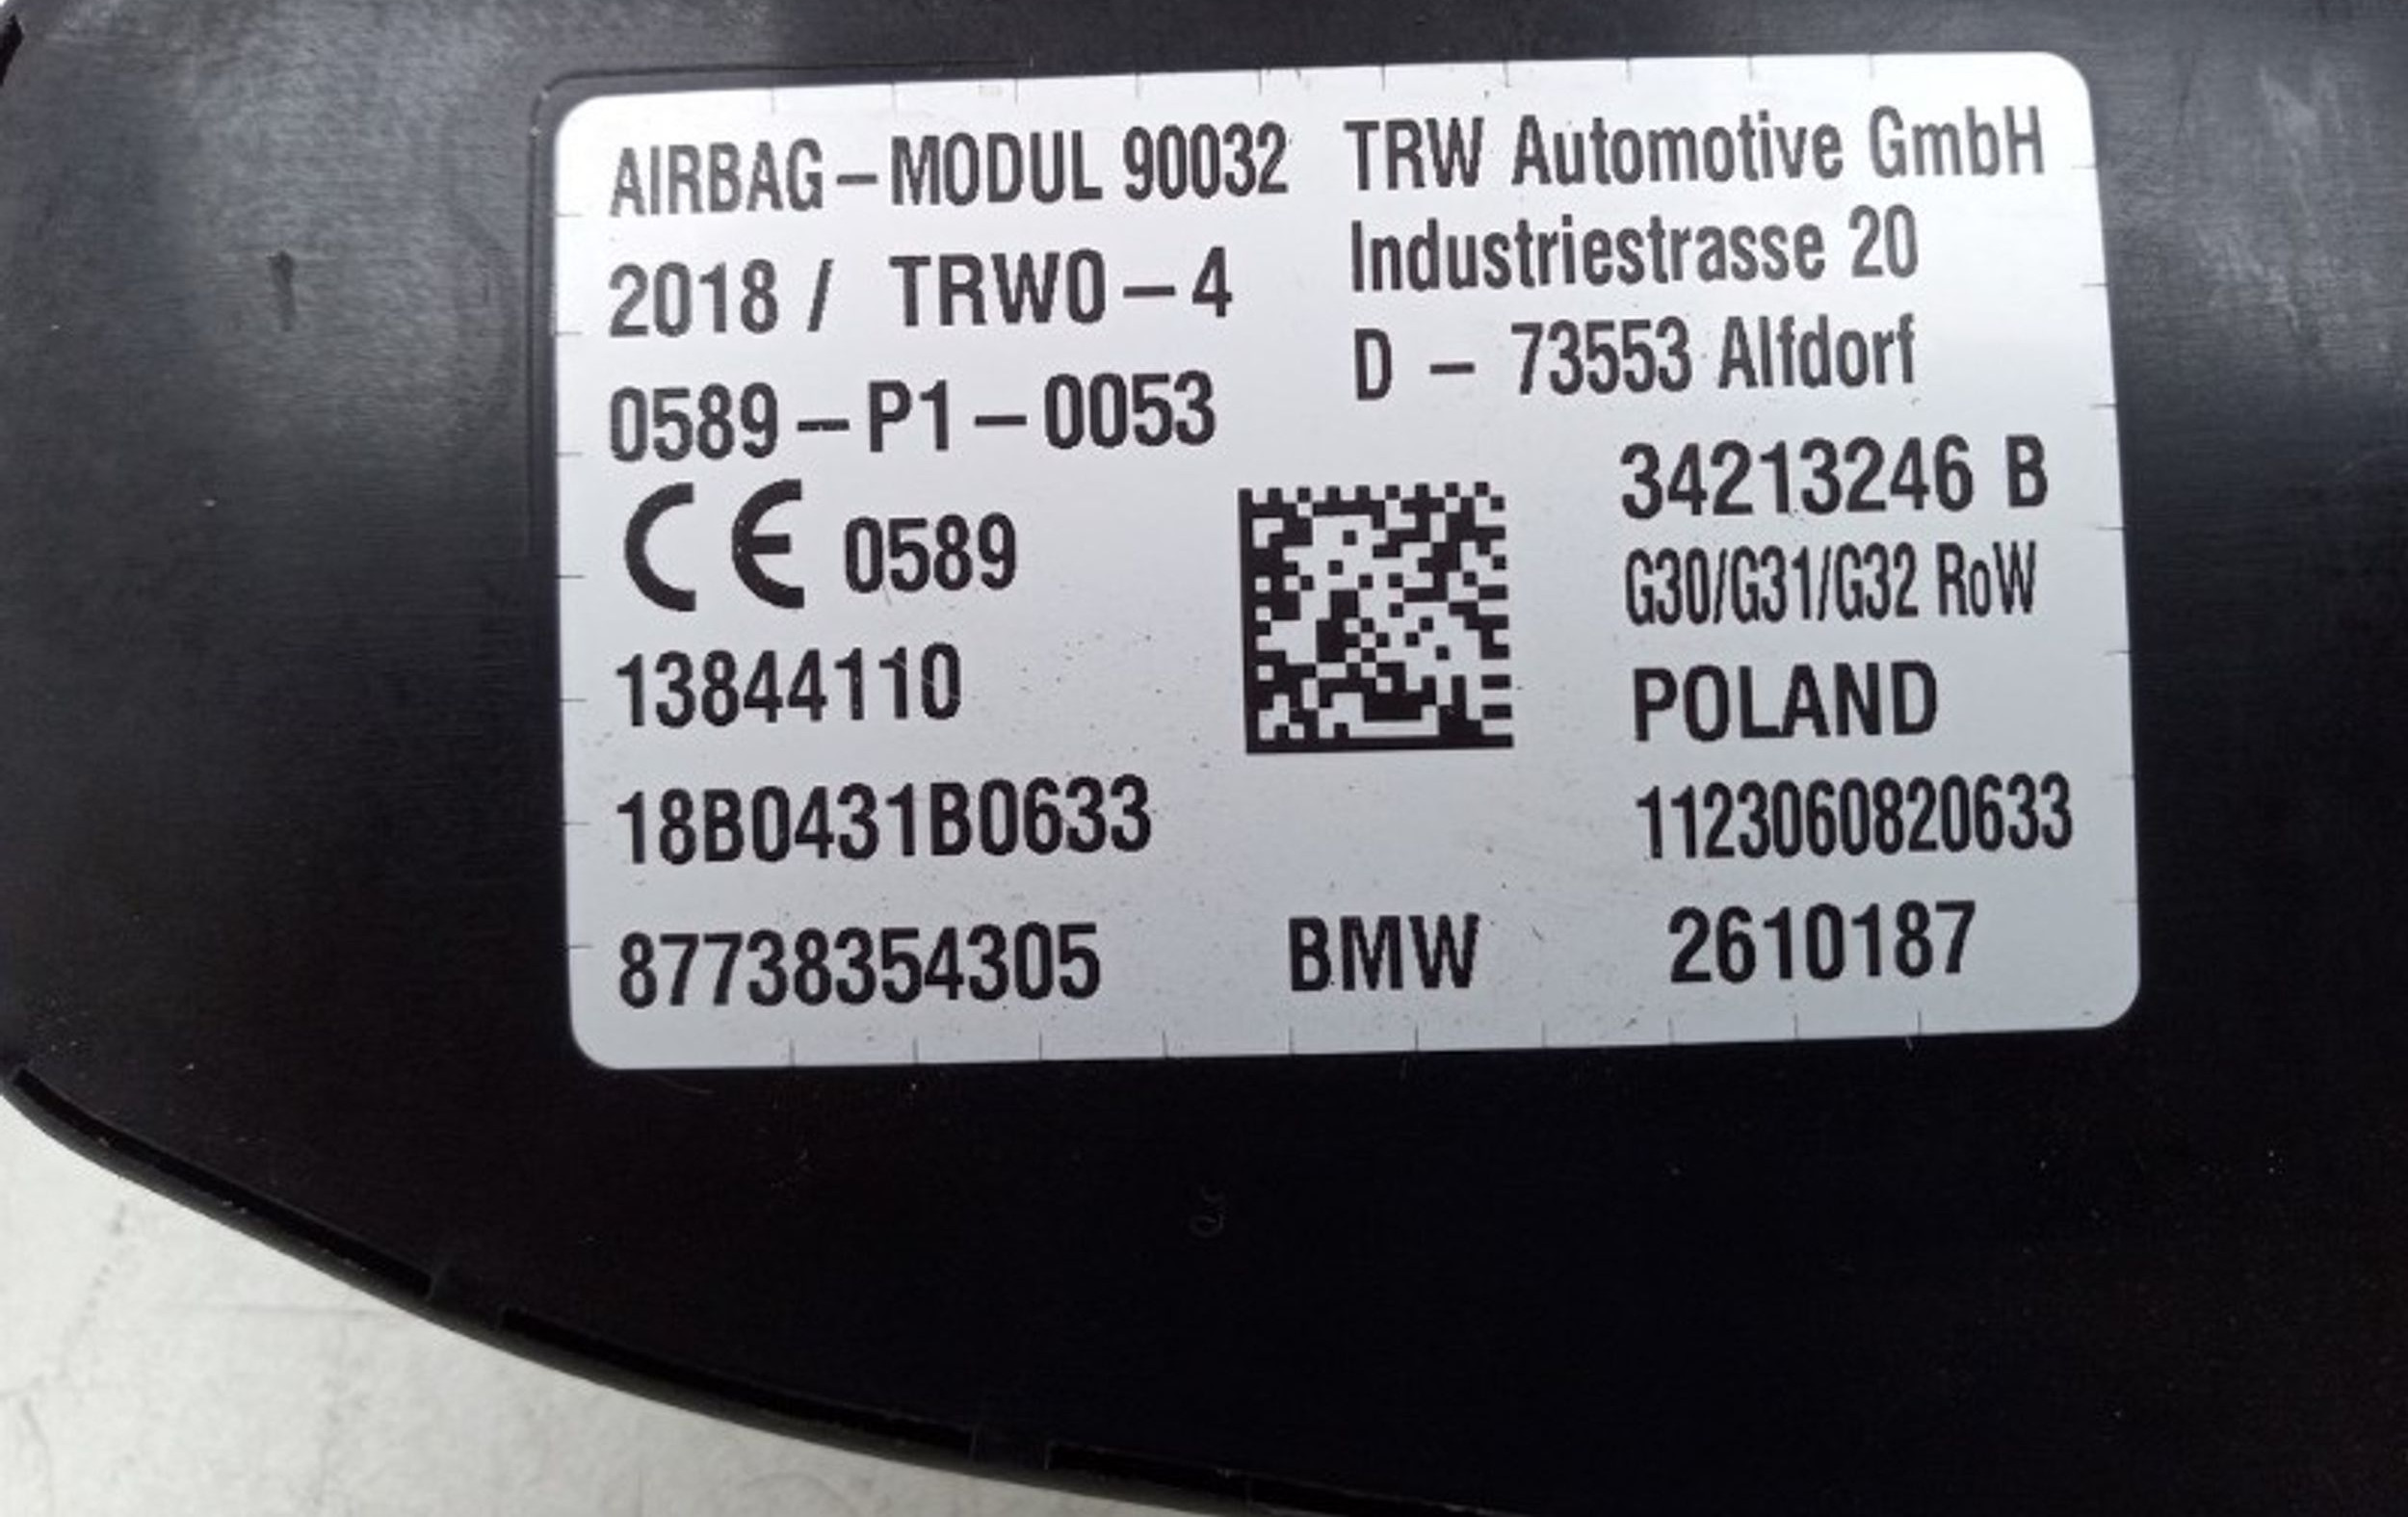 AIRBAG-MODUL 90032
2018 / TRW0-4
0589-P1-0053
CE 0589
13844110
18B0431B0633
87738354305
TRW Automotive GmbH
Industriestrasse 20
D - 73553 Alfdorf
34213246 B
G30/G31/G32 RoW
POLAND
1123060820633
BMW 2610187